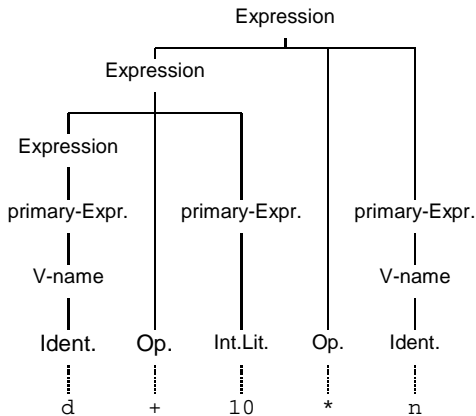 Expression
Expression
Expression
primary-Expr. primary-Expr. primary-Expr.
V-name V-name
Ident. Op. Int.Lit. Op. Ident.
d + 10 * n